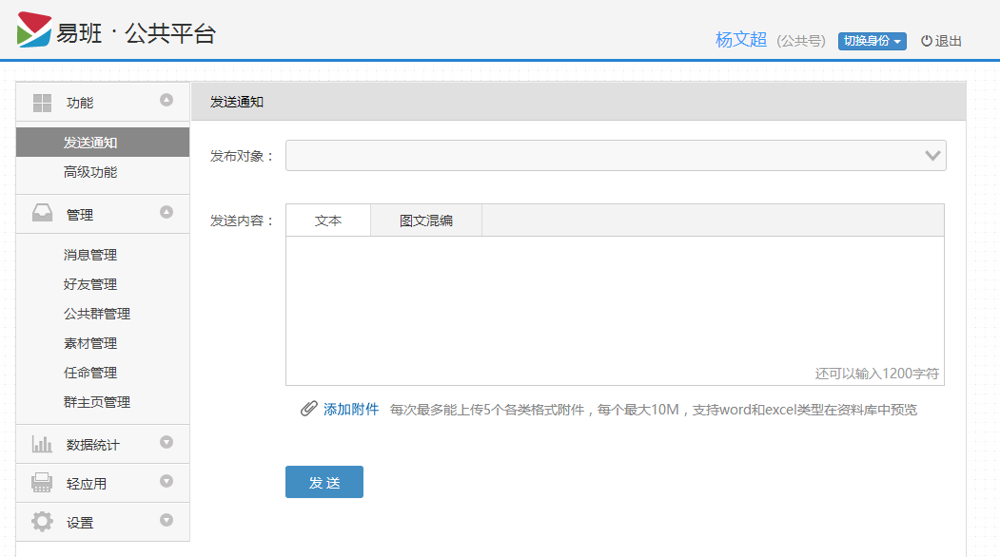 易班 · 公共平台
杨文超 (公共号) 切换身份 退出
功能
发送通知
高级功能
管理
消息管理
好友管理
公共群管理
素材管理
任命管理
群主页管理
数据统计
轻应用
设置
发送通知
发布对象：
发送内容：
文本 图文混编
还可以输入1200字符
添加附件 每次最多能上传5个各类格式附件，每个最大10M，支持word和excel类型在资料库中预览
发 送